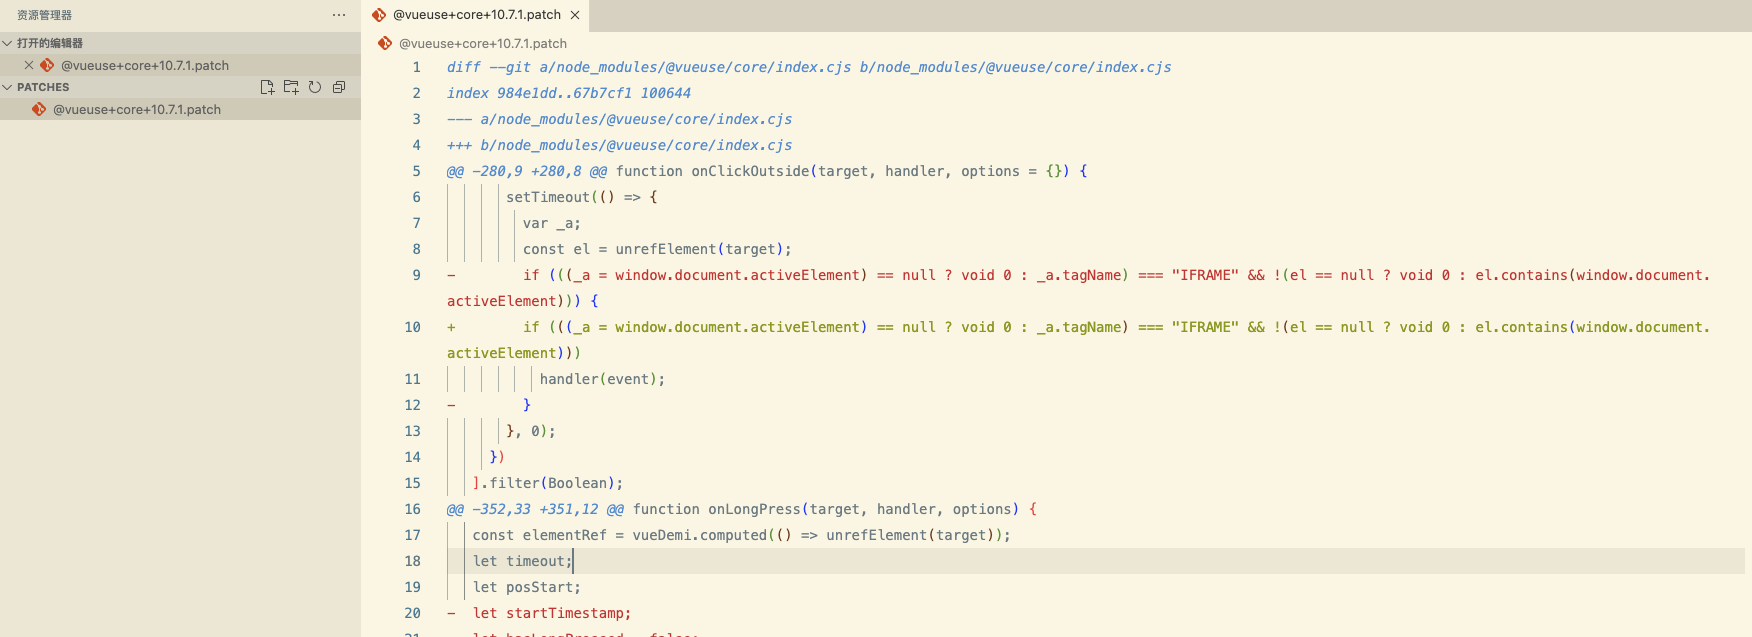 资源管理器
打开的编辑器
@vueuse+core+10.7.1.patch
PATCHES
@vueuse+core+10.7.1.patch
@vueuse+core+10.7.1.patch
@vueuse+core+10.7.1.patch
1 diff --git a/node_modules/@vueuse/core/index.cjs b/node_modules/@vueuse/core/index.cjs
2 index 984e1dd..67b7cf1 100644
3 --- a/node_modules/@vueuse/core/index.cjs
4 +++ b/node_modules/@vueuse/core/index.cjs
5 @@ -280,9 +280,8 @@ function onClickOutside(target, handler, options = {}) {
6 setTimeout(() => {
7 var _a;
8 const el = unrefElement(target);
9 - if (((_a = window.document.activeElement) == null ? void 0 : _a.tagName) === "IFRAME" && !(el == null ? void 0 : el.contains(window.document.
activeElement))) {
10 + if (((_a = window.document.activeElement) == null ? void 0 : _a.tagName) === "IFRAME" && !(el == null ? void 0 : el.contains(window.document.
activeElement)))
11 handler(event);
12 - }
13 }, 0);
14 })
15 ].filter(Boolean);
16 @@ -352,33 +351,12 @@ function onLongPress(target, handler, options) {
17 const elementRef = vueDemi.computed(() => unrefElement(target));
18 let timeout;
19 let posStart;
20 - let startTimestamp;